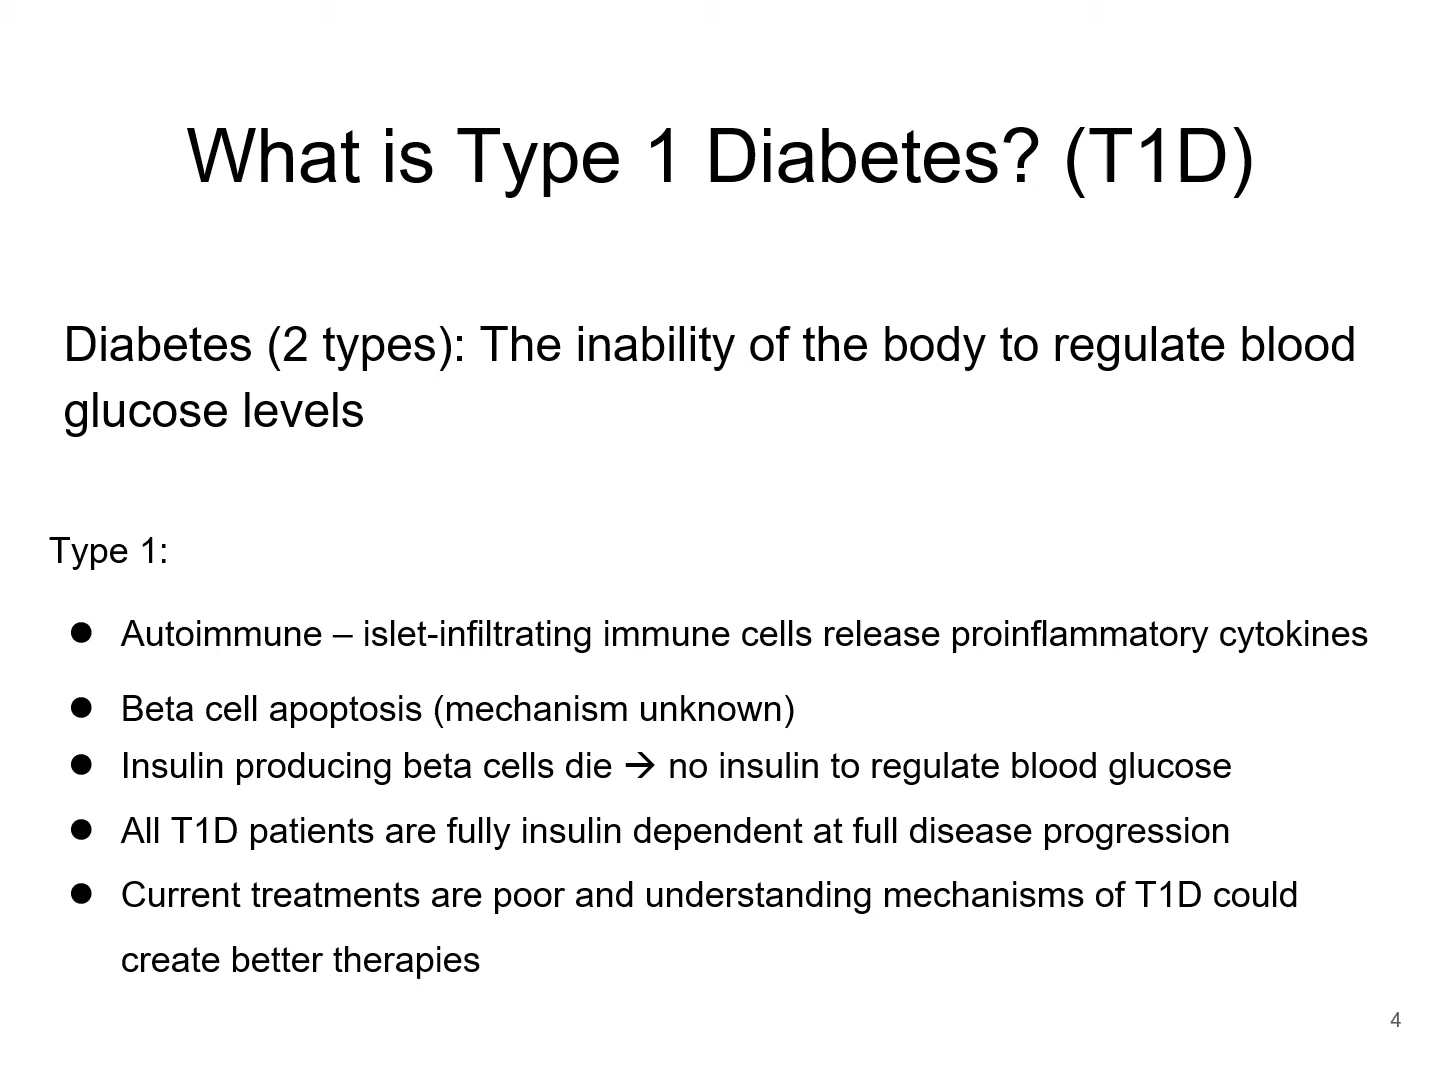 What is Type 1 Diabetes? (T1D)
Diabetes (2 types): The inability of the body to regulate blood
glucose levels
Type 1:
● Autoimmune – islet-infiltrating immune cells release proinflammatory cytokines
● Beta cell apoptosis (mechanism unknown)
● Insulin producing beta cells die → no insulin to regulate blood glucose
● All T1D patients are fully insulin dependent at full disease progression
● Current treatments are poor and understanding mechanisms of T1D could
create better therapies
4